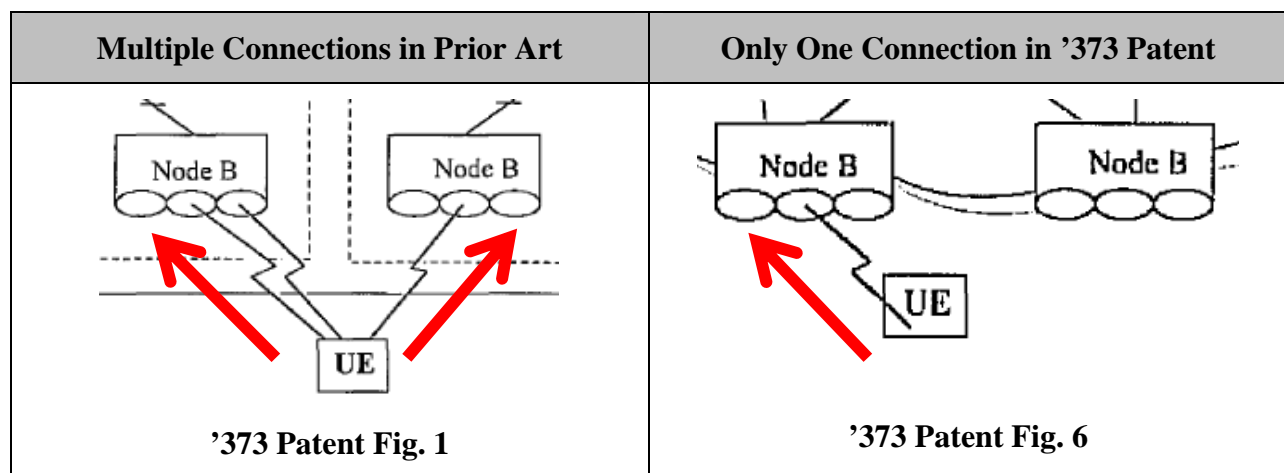 Multiple Connections in Prior Art
Only One Connection in ’373 Patent
Node B
Node B
UE
’373 Patent Fig. 1
Node B
Node B
UE
’373 Patent Fig. 6